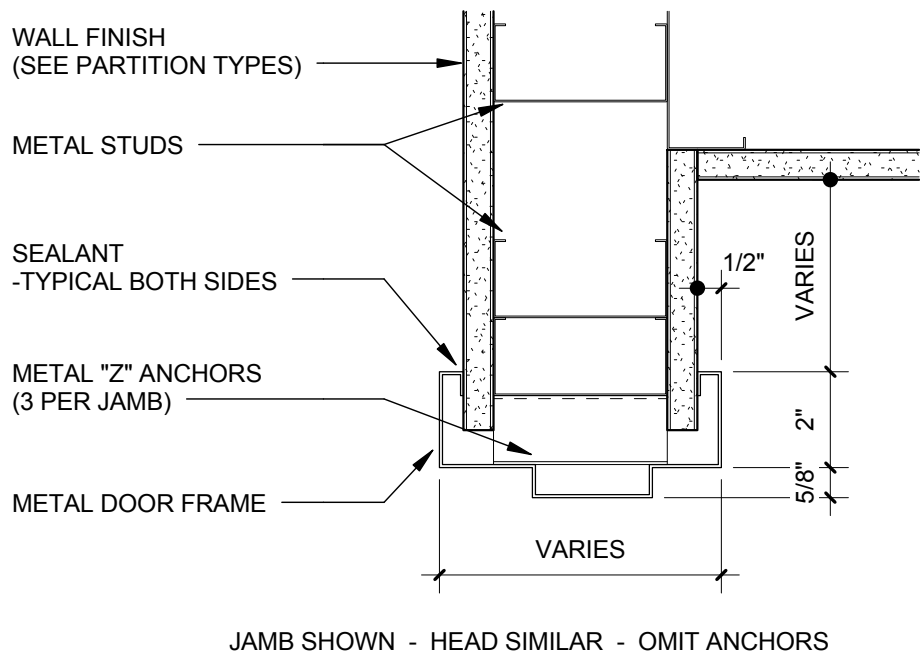 WALL FINISH
(SEE PARTITION TYPES)
METAL STUDS
SEALANT
-TYPICAL BOTH SIDES
METAL "Z" ANCHORS
(3 PER JAMB)
METAL DOOR FRAME
1/2"
VARIES
2"
5/8"
VARIES
JAMB SHOWN - HEAD SIMILAR - OMIT ANCHORS